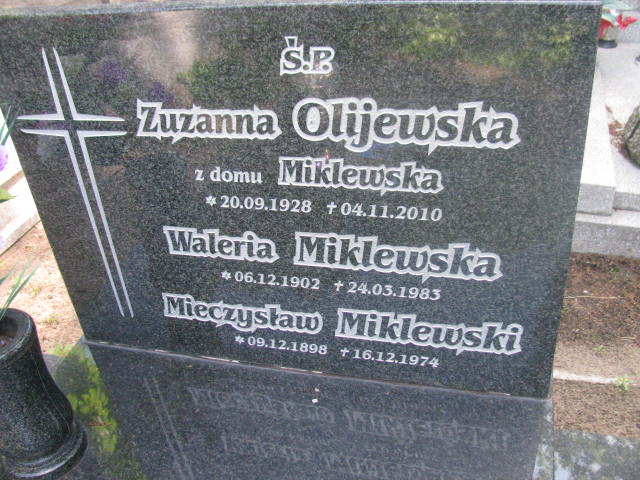 Ś.P.
Zuzanna Olijewska
z domu Miklewska
* 20.09.1928 † 04.11.2010
Waleria Miklewska
* 06.12.1902 † 24.03.1983
Mieczysław Miklewski
* 09.12.1898 † 16.12.1974